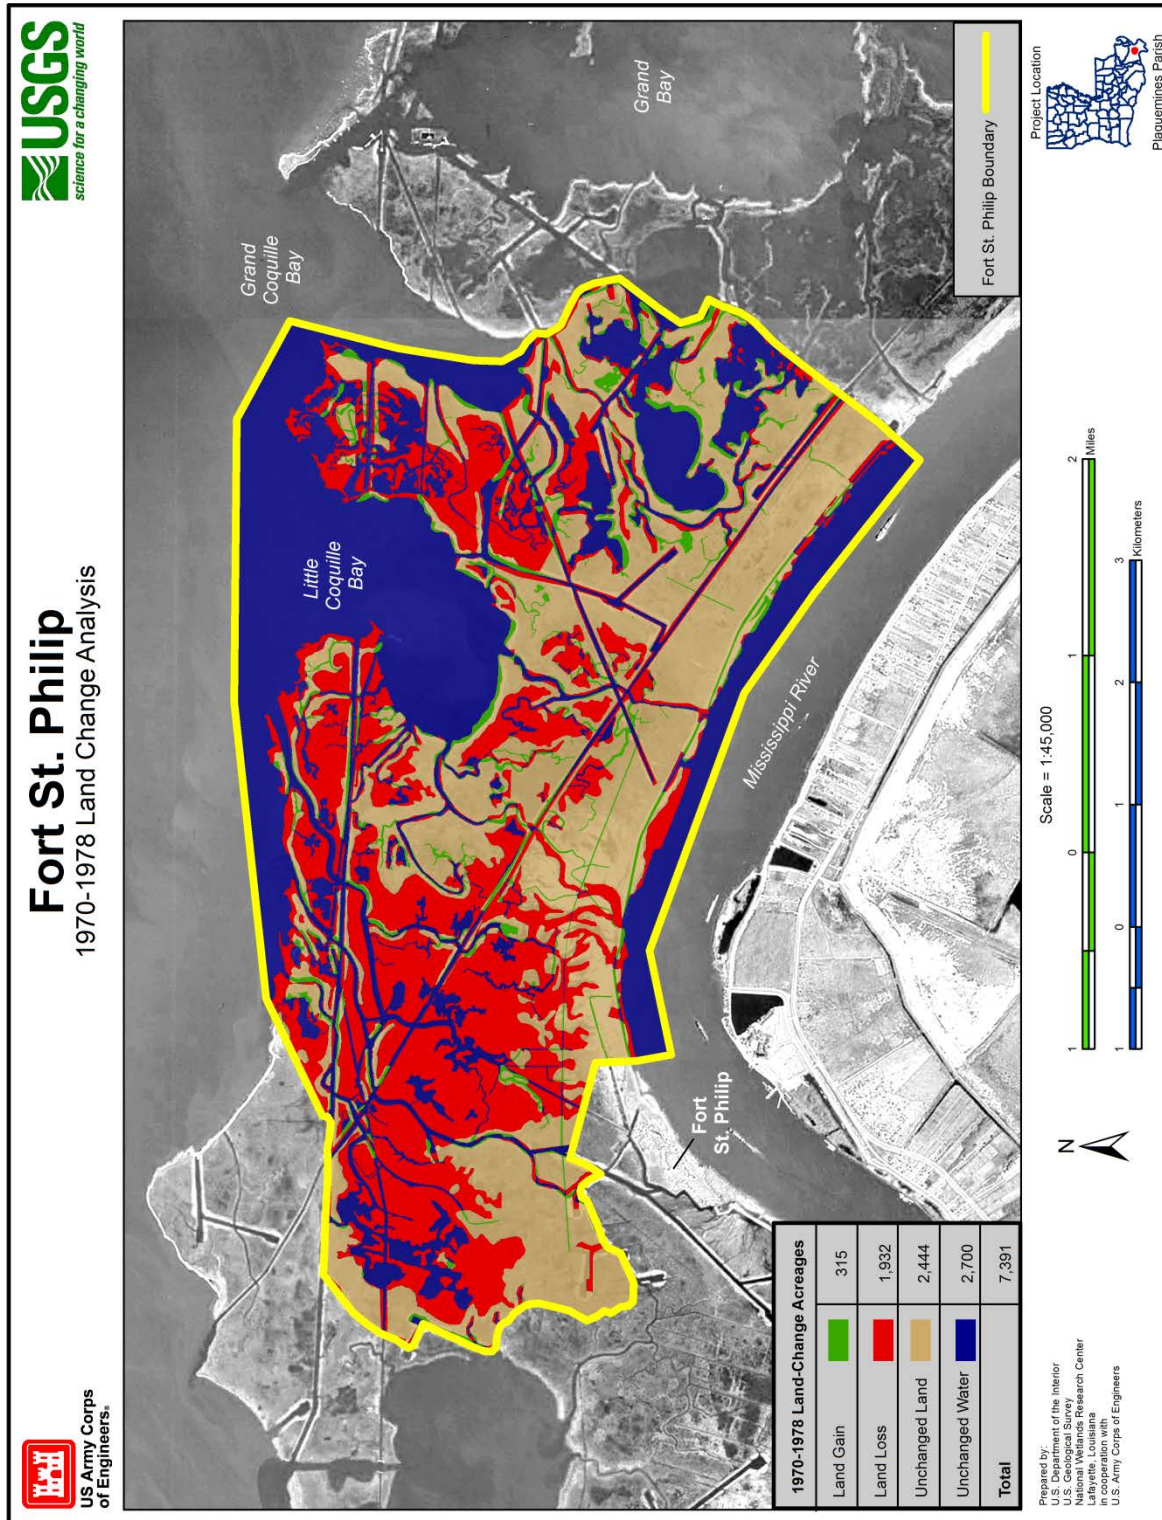 Fort St. Philip
1970-1978 Land Change Analysis
US Army Corps
of Engineers®
USGS
science for a changing world
Grand
Coquille
Bay
Grand
Bay
Little
Coquille
Bay
Mississippi River
Fort
St. Philip
Fort St. Philip Boundary
1970-1978 Land-Change Acreages
Land Gain 315
Land Loss 1,932
Unchanged Land 2,444
Unchanged Water 2,700
Total 7,391
Prepared by:
U.S. Department of the Interior
U.S. Geological Survey
National Wetlands Research Center
Lafayette, Louisiana
in cooperation with
U.S. Army Corps of Engineers
N
Scale = 1:45,000
1 0 1 2
Miles
1 0 1 2 3
Kilometers
Project Location
Plaquemines Parish